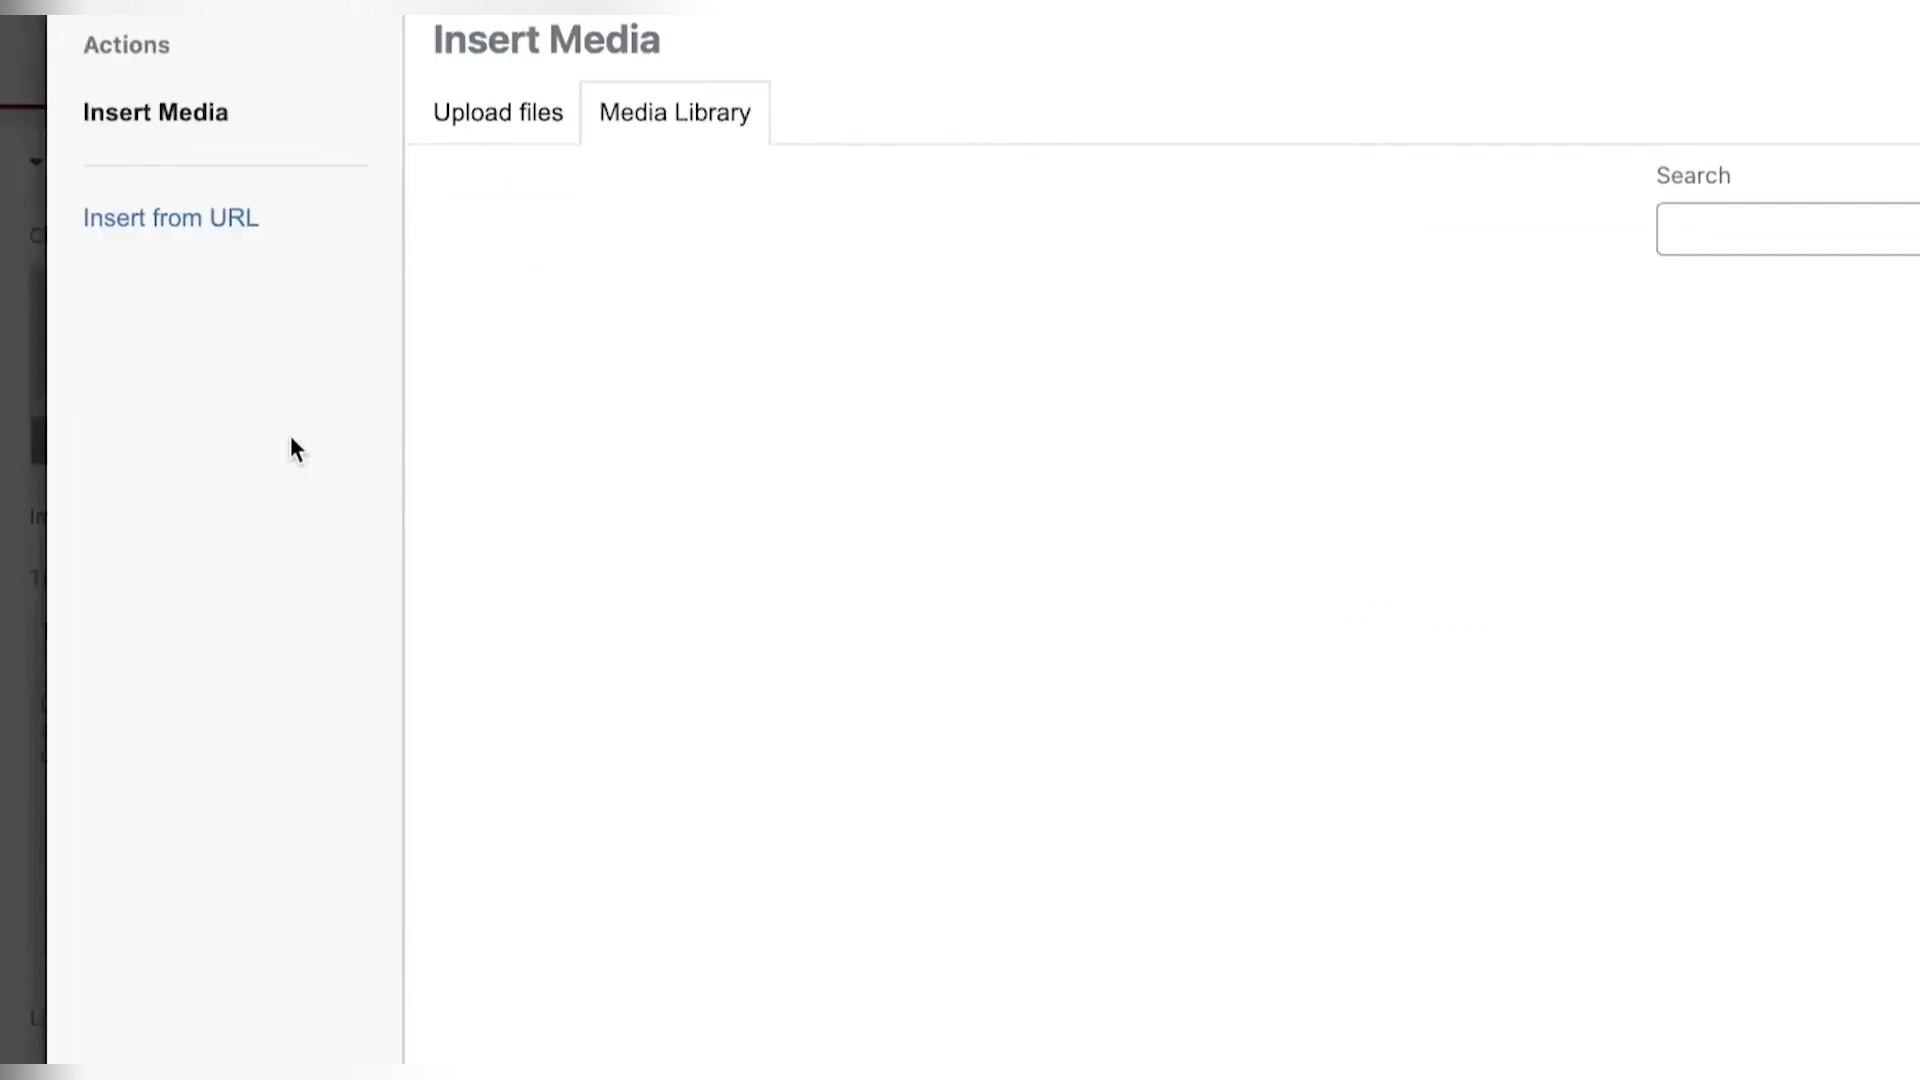 Actions
Insert Media
Insert from URL
Insert Media
Upload files
Media Library
Search